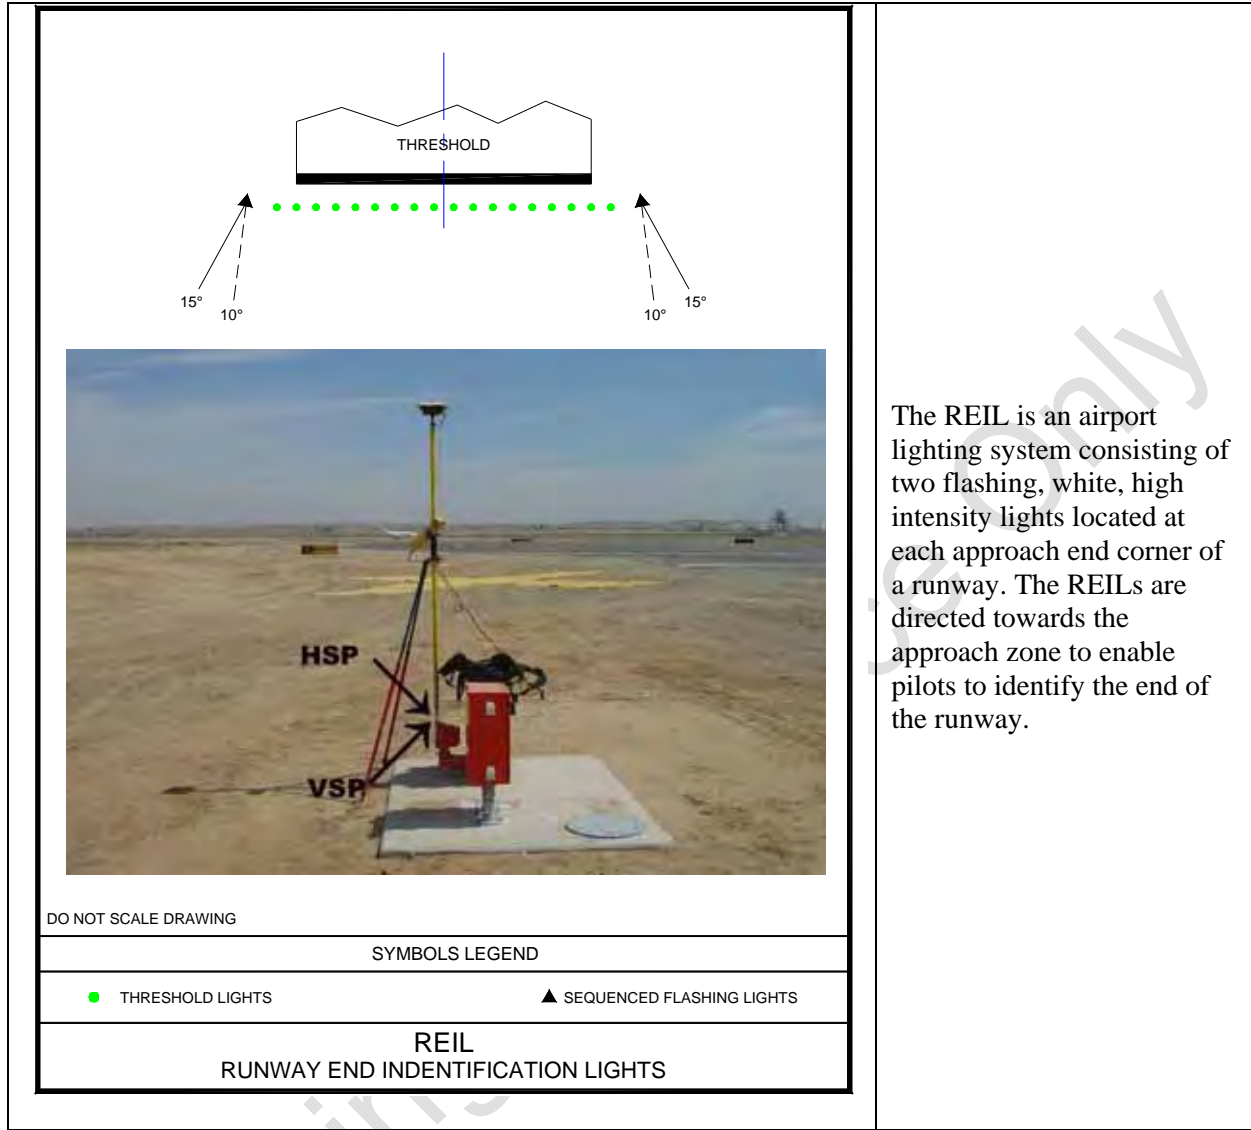 THRESHOLD
15°
10°
10°
15°
HSP
VSP
DO NOT SCALE DRAWING
SYMBOLS LEGEND
THRESHOLD LIGHTS
SEQUENCED FLASHING LIGHTS
REIL
RUNWAY END INDENTIFICATION LIGHTS
The REIL is an airport
lighting system consisting of
two flashing, white, high
intensity lights located at
each approach end corner of
a runway. The REILs are
directed towards the
approach zone to enable
pilots to identify the end of
the runway.
Only